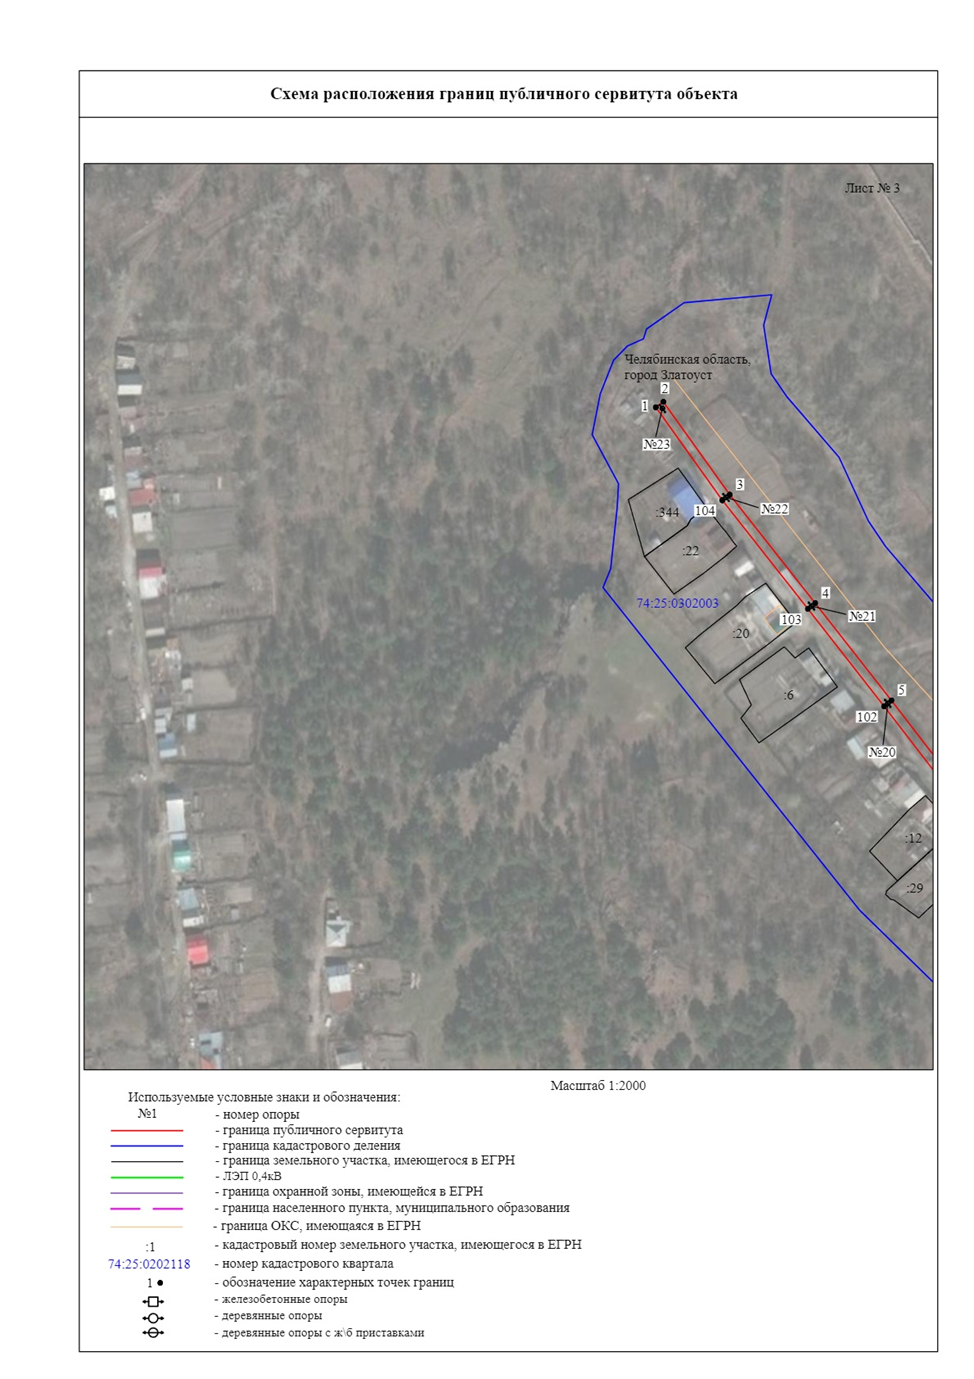 Схема расположения границ публичного сервитута объекта
Лист № 3
Челябинская область,
город Златоуст
2
1
№23
3
:344
104
№22
:22
4
74:25:0302003
103
№21
:20
5
:6
102
№20
:12
:29
Масштаб 1:2000
Используемые условные знаки и обозначения:
№1 - номер опоры
- граница публичного сервитута
- граница кадастрового деления
- граница земельного участка, имеющегося в ЕГРН
- ЛЭП 0,4кВ
- граница охранной зоны, имеющейся в ЕГРН
- граница населенного пункта, муниципального образования
- граница ОКС, имеющаяся в ЕГРН
:1 - кадастровый номер земельного участка, имеющегося в ЕГРН
74:25:0202118 - номер кадастрового квартала
1 - обозначение характерных точек границ
- железобетонные опоры
- деревянные опоры
- деревянные опоры с ж\б приставками